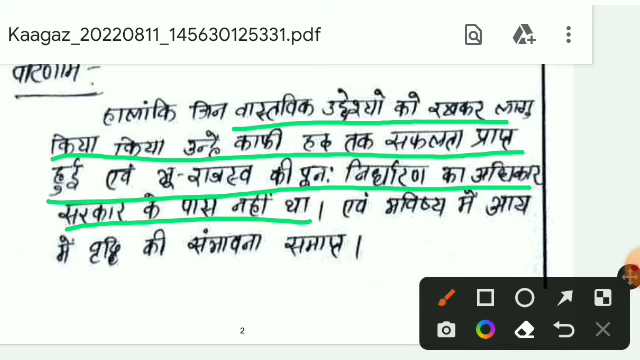 Kaagaz_20220811_145630125331.pdf
परिणाम :-
हालांकि जिन वास्तविक उद्देश्यो को रखकर लागु
किया किया उन्हे काफी हद तक सफलता प्राप्त
हुई एवं भू-राजस्व की पुन: निर्धारण का अधिकार
सरकार के पास नहीं था। एवं भविष्य में आय
में वृद्धि की संभावना समाप्त।
2